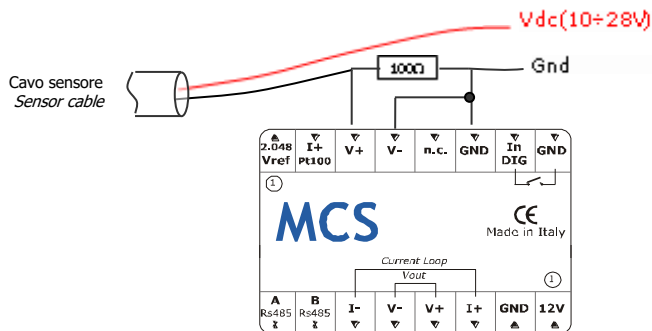 Vdc(10÷28V)
100Ω
Gnd
Cavo sensore
Sensor cable
2.048 I+ V+ V- n.c. GND In GND
Vref Pt100 DIG
1
MCS
CE
Made in Italy
Current Loop
Vout
1
A B I- V- V+ I+ GND 12V
Rs485 Rs485